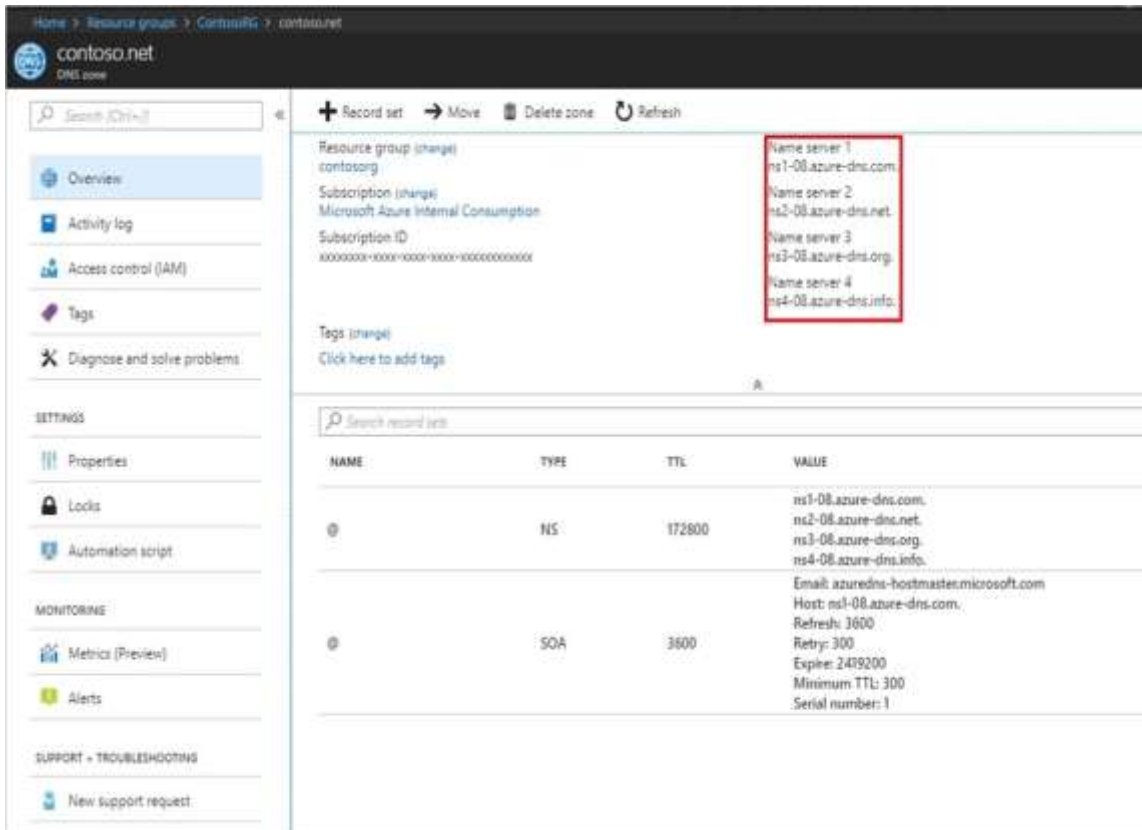 Home > Resource groups > ContosoRG > contoso.net
DNS
contoso.net
DNS zone
Search (Ctrl+/)
Overview
Activity log
Access control (IAM)
Tags
Diagnose and solve problems
SETTINGS
Properties
Locks
Automation script
MONITORING
Metrics (Preview)
Alerts
SUPPORT + TROUBLESHOOTING
New support request
Record set Move Delete zone Refresh
Resource group (change)
contosorg
Subscription (change)
Microsoft Azure Internal Consumption
Subscription ID
Name server 1
ns1-08.azure-dns.com.
Name server 2
ns2-08.azure-dns.net.
Name server 3
ns3-08.azure-dns.org.
Name server 4
ns4-08.azure-dns.info.
Tags (change)
Click here to add tags
Search record sets
NAME TYPE TTL VALUE
@ NS 172800
ns1-08.azure-dns.com.
ns2-08.azure-dns.net.
ns3-08.azure-dns.org.
ns4-08.azure-dns.info.
@ SOA 3600
Email: azuredns-hostmaster.microsoft.com
Host: ns1-08.azure-dns.com.
Refresh: 3600
Retry: 300
Expire: 2419200
Minimum TTL: 300
Serial number: 1